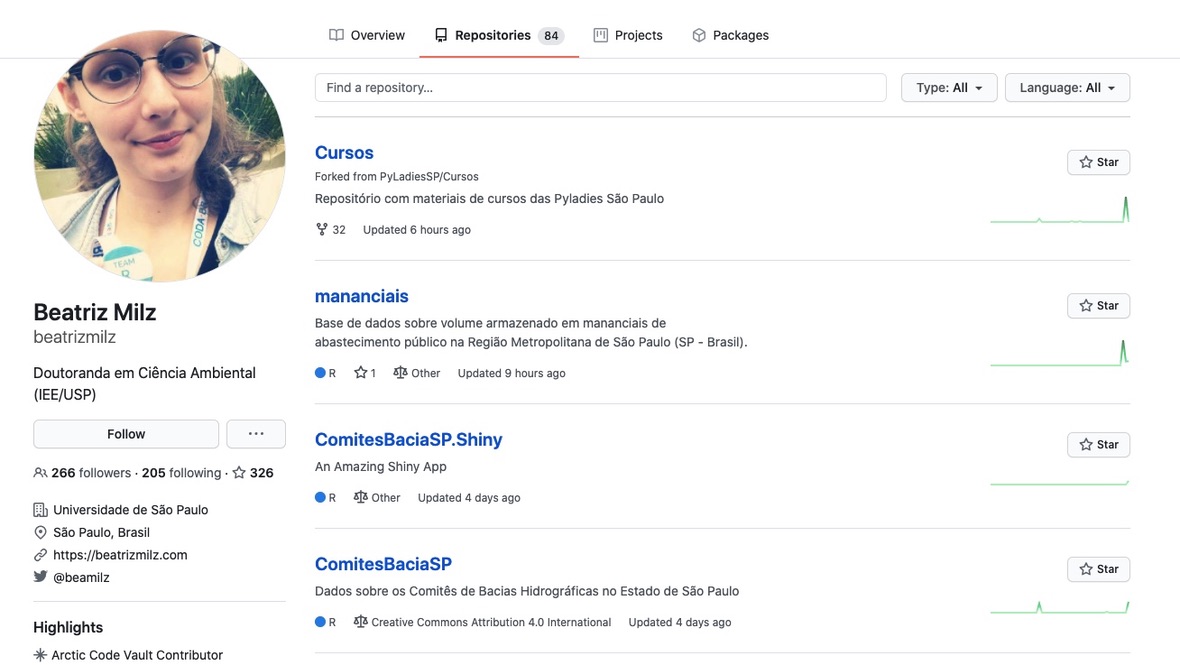 Overview
Repositories 84
Projects
Packages
Find a repository...
Type: All
Language: All
Cursos
Star
Forked from PyLadiesSP/Cursos
Repositório com materiais de cursos das Pyladies São Paulo
32 Updated 6 hours ago
mananciais
Star
Base de dados sobre volume armazenado em mananciais de
abastecimento público na Região Metropolitana de São Paulo (SP - Brasil).
R 1 Other Updated 9 hours ago
ComitesBaciaSP.Shiny
Star
An Amazing Shiny App
R Other Updated 4 days ago
ComitesBaciaSP
Star
Dados sobre os Comitês de Bacias Hidrográficas no Estado de São Paulo
R Creative Commons Attribution 4.0 International Updated 4 days ago
TEAM
R
Beatriz Milz
beatrizmilz
Doutoranda em Ciência Ambiental
(IEE/USP)
Follow
...
266 followers · 205 following · 326
Universidade de São Paulo
São Paulo, Brasil
https://beatrizmilz.com
@beamilz
Highlights
Arctic Code Vault Contributor